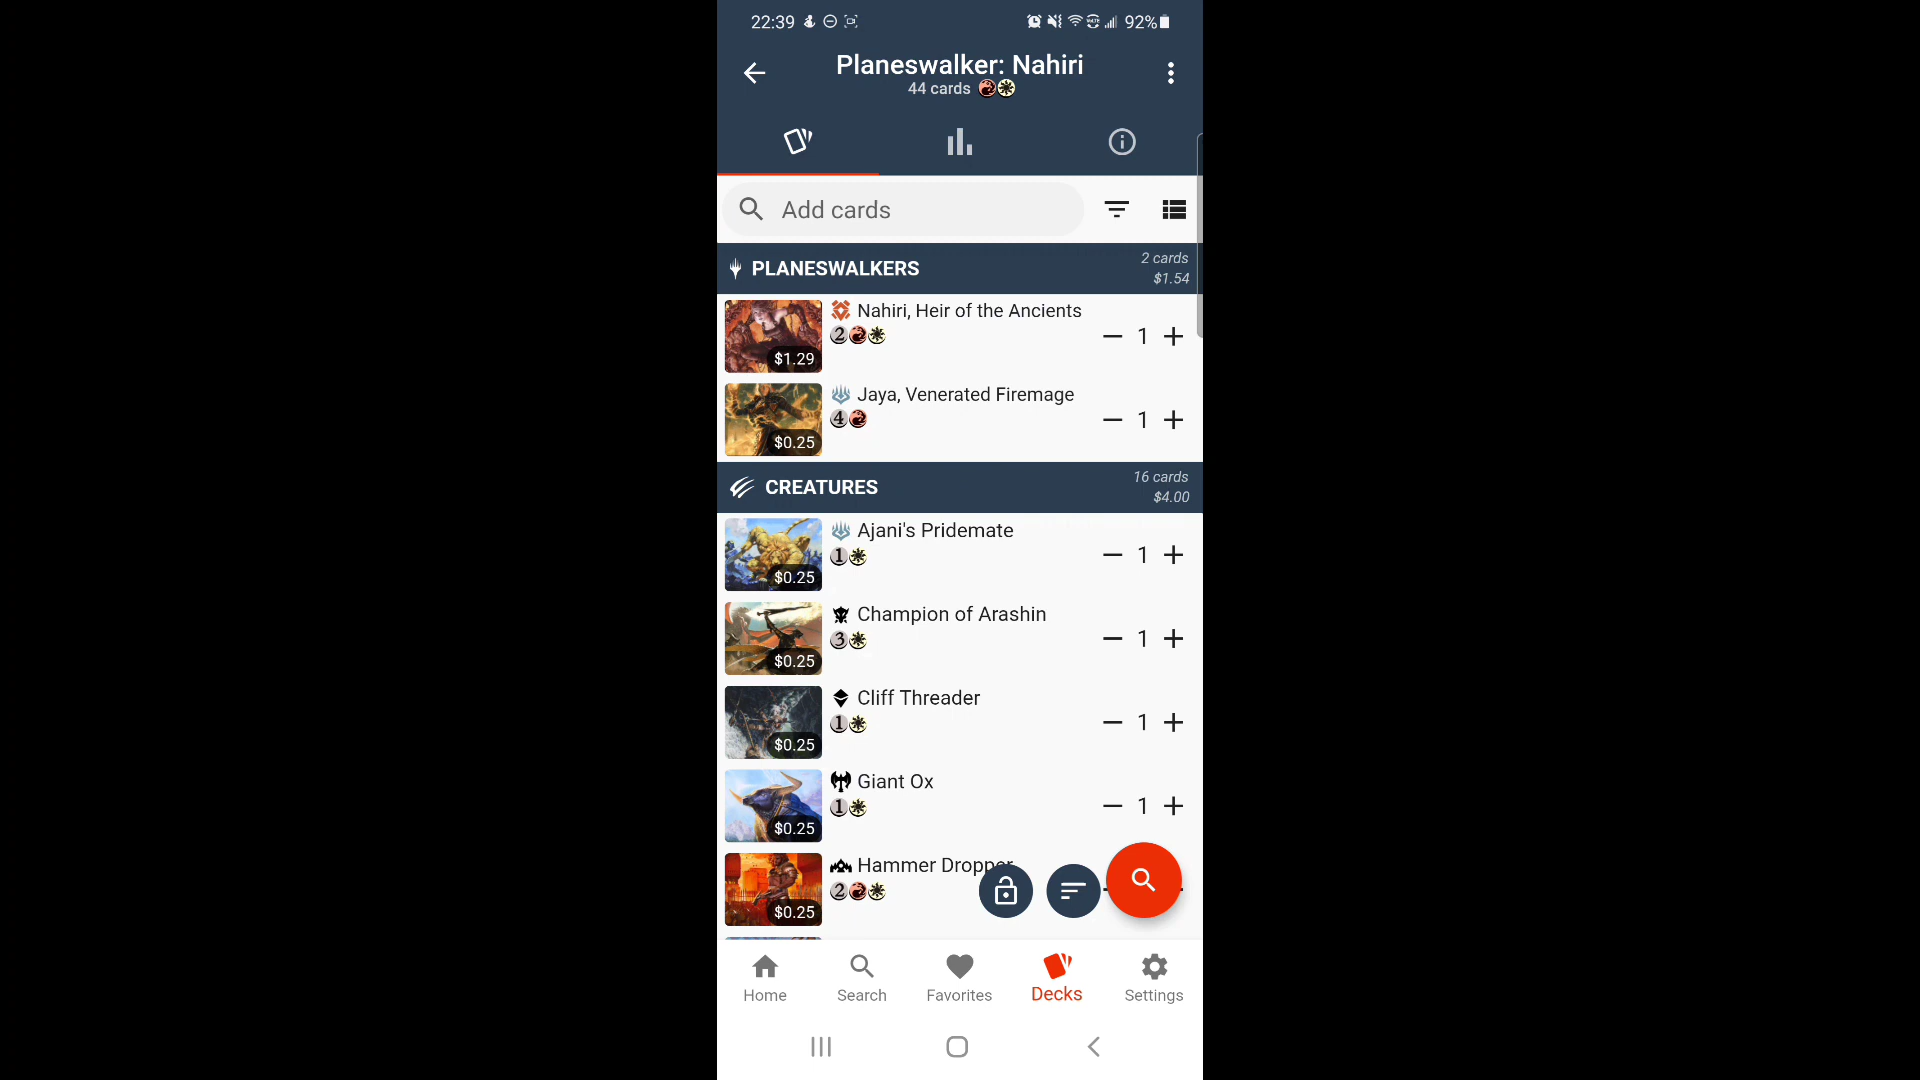 22:39
92%
Planeswalker: Nahiri
44 cards
Add cards
PLANESWALKERS
2 cards
$1.54
Nahiri, Heir of the Ancients
2
$1.29
1
Jaya, Venerated Firemage
4
$0.25
1
CREATURES
16 cards
$4.00
Ajani's Pridemate
1
$0.25
1
Champion of Arashin
3
$0.25
1
Cliff Threader
1
$0.25
1
Giant Ox
1
$0.25
1
Hammer Dropper
2
$0.25
Home
Search
Favorites
Decks
Settings